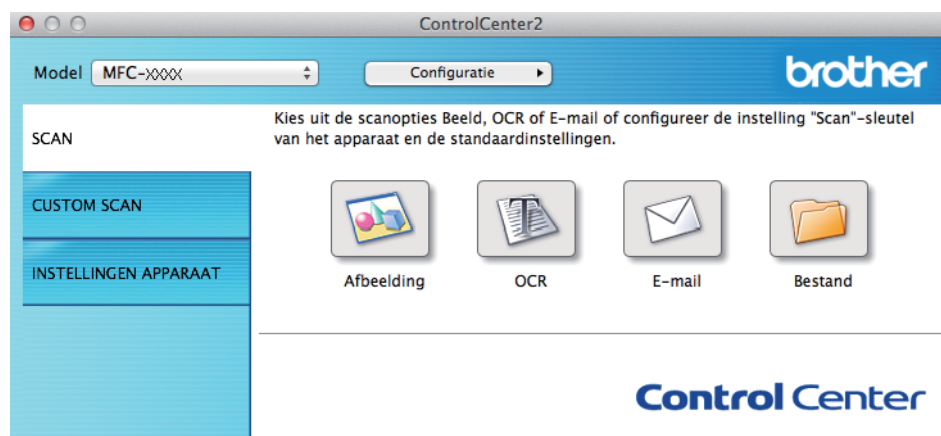 ControlCenter2
Model MFC-XXXX Configuratie brother
SCAN
CUSTOM SCAN
INSTELLINGEN APPARAAT
Kies uit de scanopties Beeld, OCR of E-mail of configureer de instelling "Scan"-sleutel
van het apparaat en de standaardinstellingen.
Afbeelding OCR E-mail Bestand
Control Center